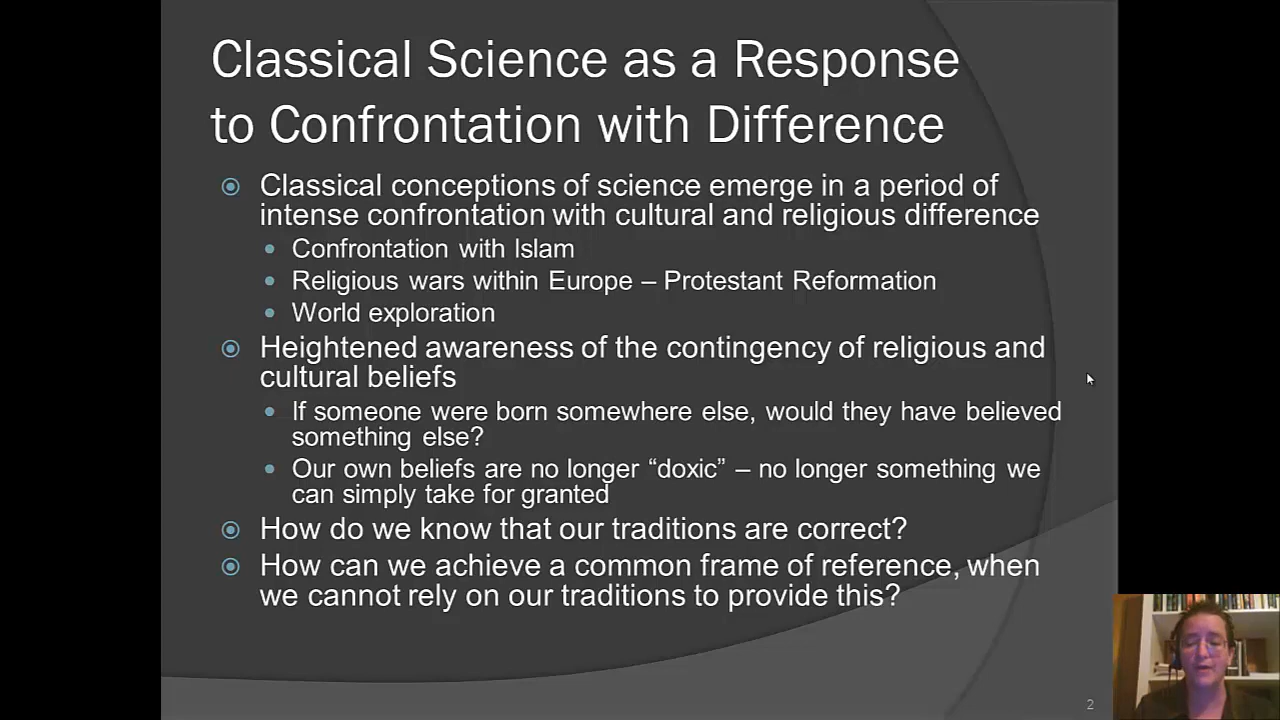 Classical Science as a Response
to Confrontation with Difference
Classical conceptions of science emerge in a period of
intense confrontation with cultural and religious difference
Confrontation with Islam
Religious wars within Europe – Protestant Reformation
World exploration
Heightened awareness of the contingency of religious and
cultural beliefs
If someone were born somewhere else, would they have believed
something else?
Our own beliefs are no longer “doxic” – no longer something we
can simply take for granted
How do we know that our traditions are correct?
How can we achieve a common frame of reference, when
we cannot rely on our traditions to provide this?
2